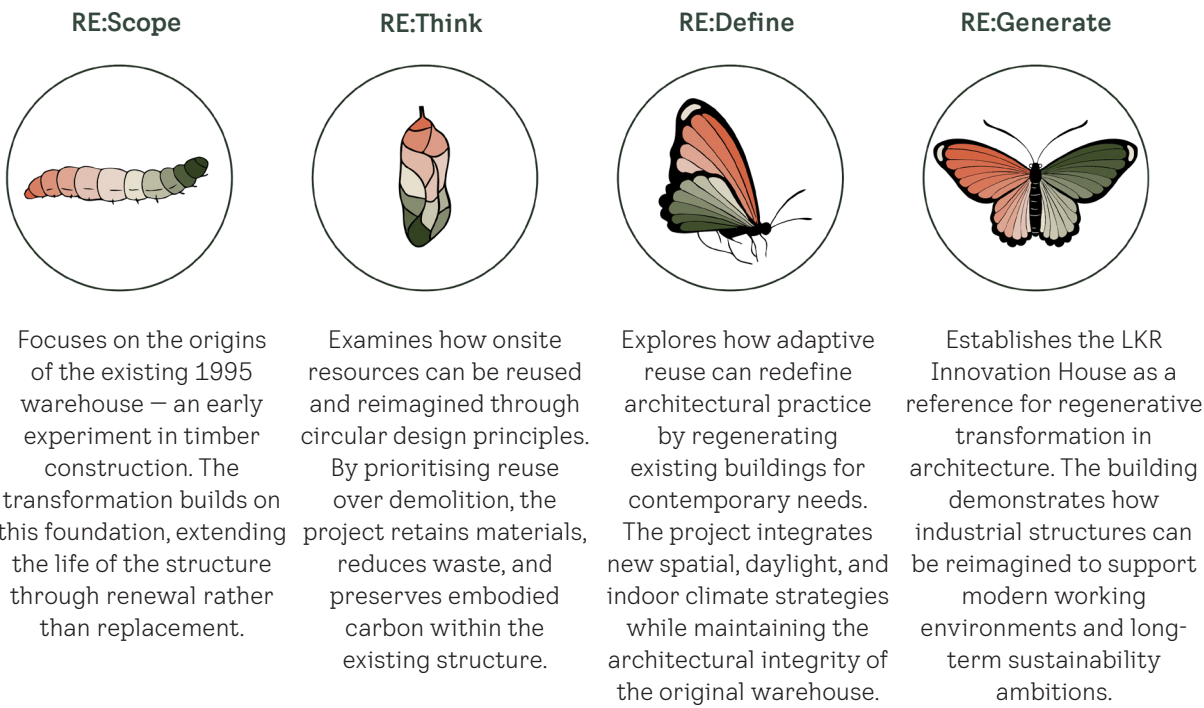 RE:Scope
Focuses on the origins
of the existing 1995
warehouse — an early
experiment in timber
construction. The
transformation builds on
this foundation, extending
the life of the structure
through renewal rather
than replacement.
RE:Think
Examines how onsite
resources can be reused
and reimagined through
circular design principles.
By prioritising reuse
over demolition, the
project retains materials,
reduces waste, and
preserves embodied
carbon within the
existing structure.
RE:Define
Explores how adaptive
reuse can redefine
architectural practice
by regenerating
existing buildings for
contemporary needs.
The project integrates
new spatial, daylight, and
indoor climate strategies
while maintaining the
architectural integrity of
the original warehouse.
RE:Generate
Establishes the LKR
Innovation House as a
reference for regenerative
transformation in
architecture. The building
demonstrates how
industrial structures can
be reimagined to support
modern working
environments and long-
term sustainability
ambitions.